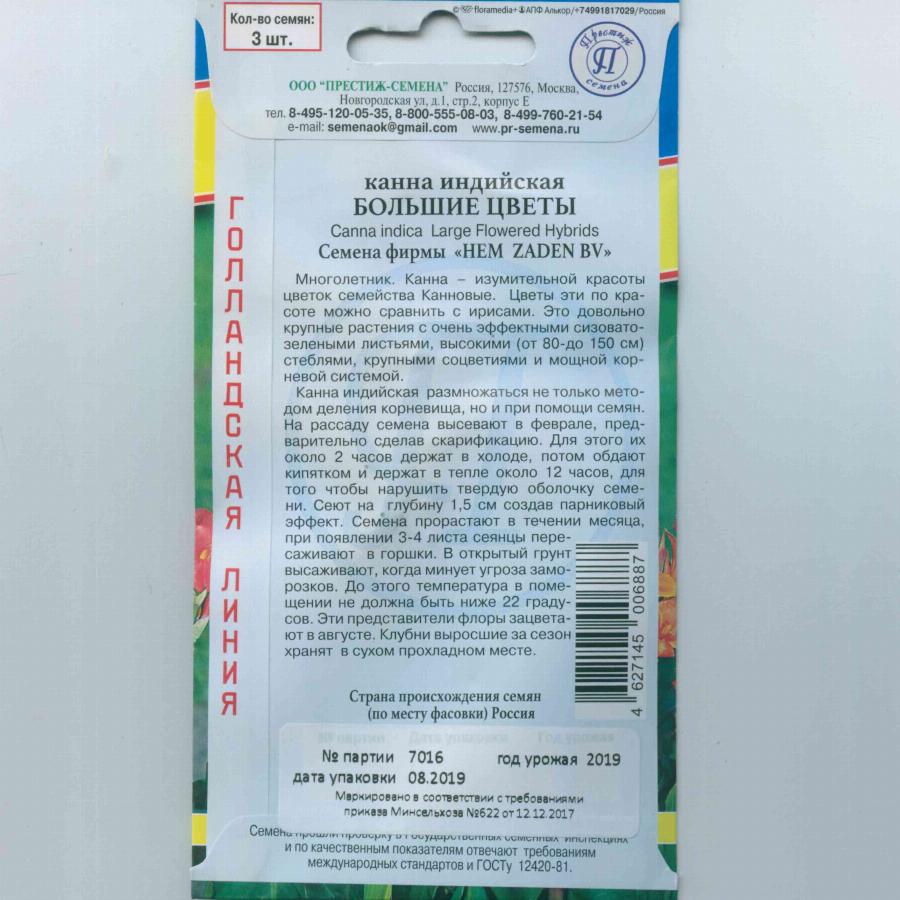 Кол-во семян:
3 шт.
© floramedia+ АПФ Алькор/+74991817029/Россия
Престиж
П
семена
ООО "ПРЕСТИЖ-СЕМЕНА" Россия, 127576, Москва,
Новгородская ул, д.1, стр.2, корпус Е
тел. 8-495-120-05-35, 8-800-555-08-03, 8-499-760-21-54
e-mail: semenaok@gmail.com www.pr-semena.ru
ГОЛЛАНДСКАЯ ЛИНИЯ
канна индийская
БОЛЬШИЕ ЦВЕТЫ
Canna indica Large Flowered Hybrids
Семена фирмы «HEM ZADEN BV»
Многолетник. Канна – изумительной красоты
цветок семейства Канновые. Цветы эти по кра-
соте можно сравнить с ирисами. Это довольно
крупные растения с очень эффектными сизовато-
зелеными листьями, высокими (от 80-до 150 см)
стеблями, крупными соцветиями и мощной кор-
невой системой.
Канна индийская размножаться не только мето-
дом деления корневища, но и при помощи семян.
На рассаду семена высевают в феврале, пред-
варительно сделав скарификацию. Для этого их
около 2 часов держат в холоде, потом обдают
кипятком и держат в тепле около 12 часов, для
того чтобы нарушить твердую оболочку семе-
ни. Сеют на глубину 1,5 см создав парниковый
эффект. Семена прорастают в течении месяца,
при появлении 3-4 листа сеянцы пере-
саживают в горшки. В открытый грунт
высаживают, когда минует угроза замо-
розков. До этого температура в поме-
щении не должна быть ниже 22 граду-
сов. Эти представители флоры зацвета-
ют в августе. Клубни выросшие за сезон
хранят в сухом прохладном месте.
4 627145 006887
Страна происхождения семян
(по месту фасовки) Россия
№ партии Дата упаковки Год урожая
№ партии 7016 год урожая 2019
дата упаковки 08.2019
Маркировано в соответствии с требованиями
приказа Минсельхоза №622 от 12.12.2017
Семена прошли проверку в Государственных семенных инспекциях
и по качественным показателям отвечают требованиям
международных стандартов и ГОСТу 12420-81.